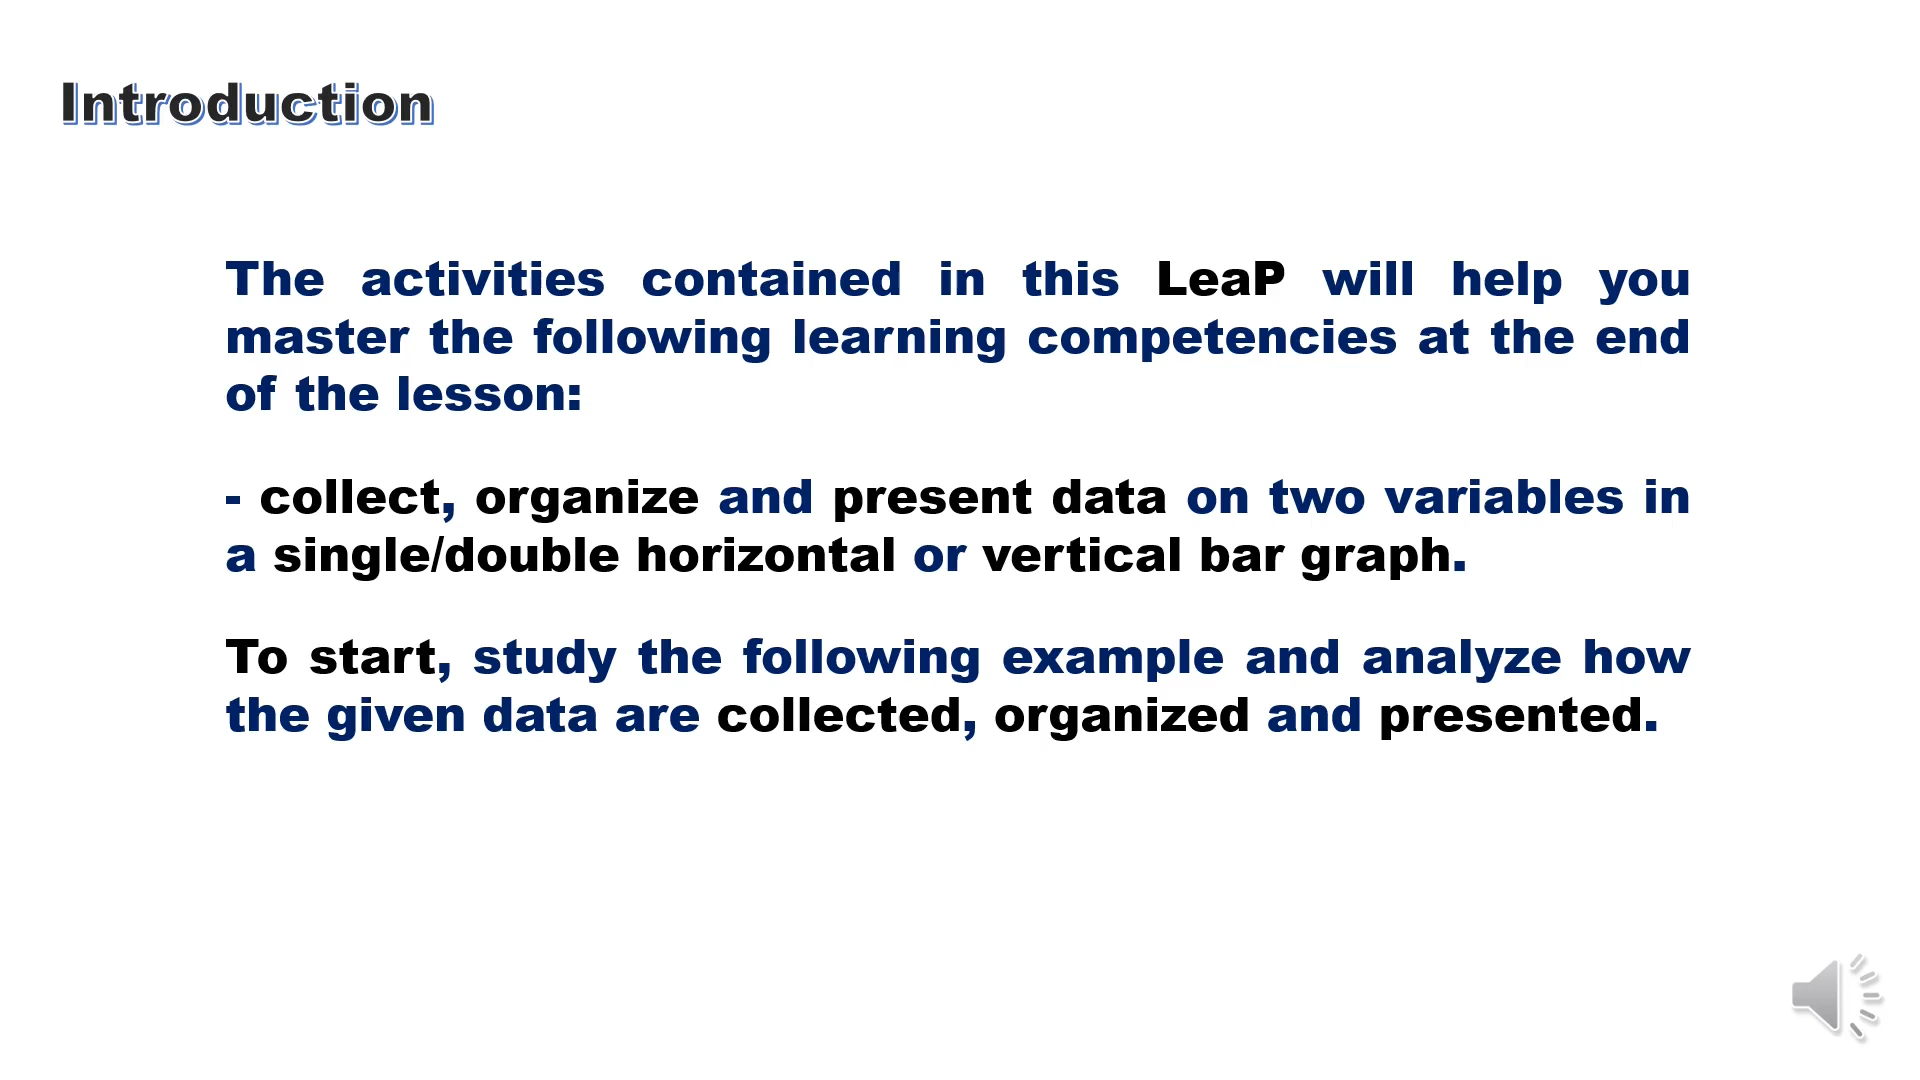 Introduction
The activities contained in this LeaP will help you
master the following learning competencies at the end
of the lesson:
- collect, organize and present data on two variables in
a single/double horizontal or vertical bar graph.
To start, study the following example and analyze how
the given data are collected, organized and presented.